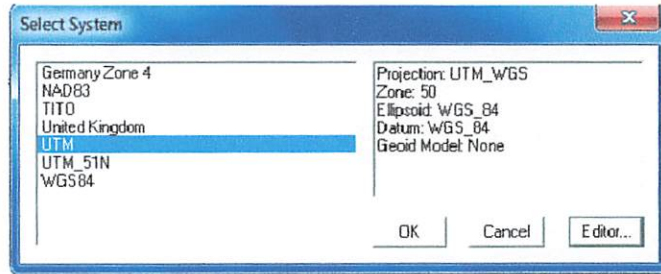 Select System
Germany Zone 4
NAD83
TITO
United Kingdom
UTM
UTM_51N
WGS84
Projection: UTM_WGS
Zone: 50
Ellipsoid: WGS_84
Datum: WGS_84
Geoid Model: None
OK
Cancel
Editor...